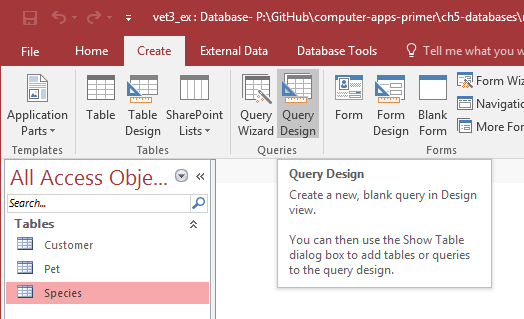 vet3_ex : Database- P:\GitHub\computer-apps-primer\ch5-databases\
File Home Create External Data Database Tools Tell me what you w
Application Parts
Table
Table Design
SharePoint Lists
Query Wizard
Query Design
Form
Form Design
Blank Form
Form Wiz
Navigation
More For
Templates Tables Queries Forms
All Access Obje...
Search...
Tables
Customer
Pet
Species
Query Design
Create a new, blank query in Design
view.
You can then use the Show Table
dialog box to add tables or queries
to the query design.